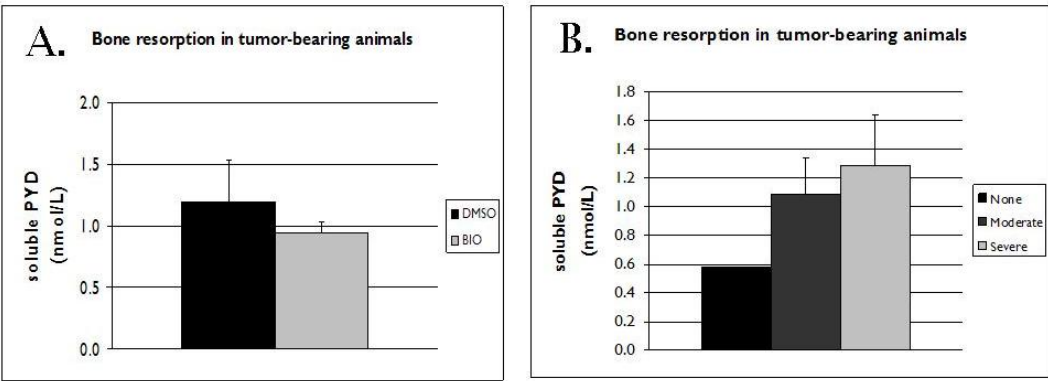 A.
Bone resorption in tumor-bearing animals
soluble PYD
(nmol/L)
2.0
1.5
1.0
0.5
0.0
DMSO
BIO
B.
Bone resorption in tumor-bearing animals
soluble PYD
(nmol/L)
1.8
1.6
1.4
1.2
1.0
0.8
0.6
0.4
0.2
0.0
None
Moderate
Severe